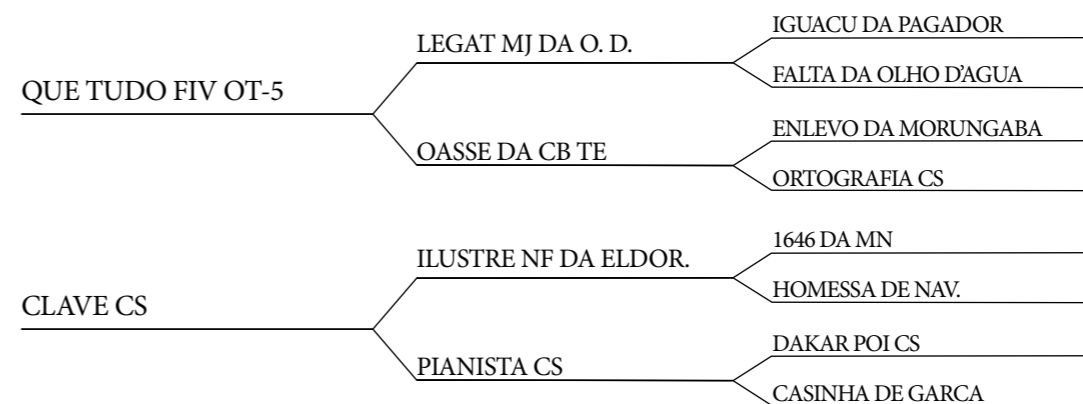 IGUACU DA PAGADOR
LEGAT MJ DA O. D.
FALTA DA OLHO D'AGUA
QUE TUDO FIV OT-5
ENLEVO DA MORUNGABA
OASSE DA CB TE
ORTOGRAFIA CS
1646 DA MN
ILUSTRE NF DA ELDOR.
HOMESSA DE NAV.
CLAVE CS
DAKAR POI CS
PIANISTA CS
CASINHA DE GARCA